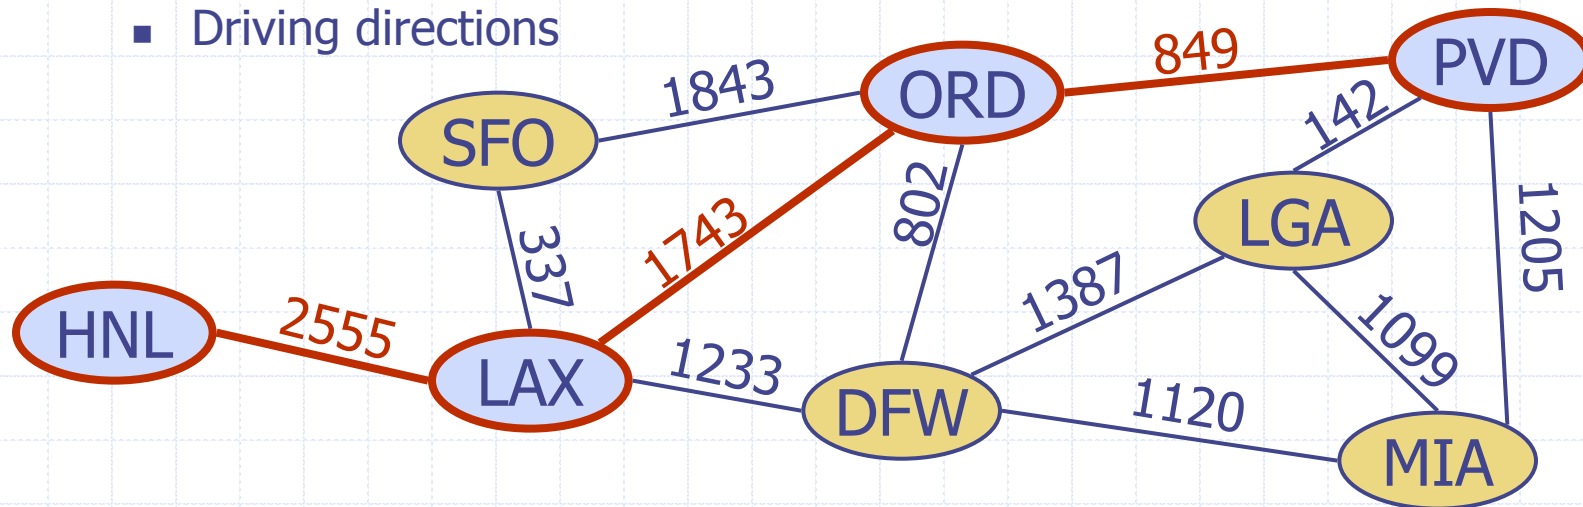 ■ Driving directions
849
PVD
1843
ORD
142
SFO
802
1205
LGA
1743
337
1387
HNL
2555
1099
LAX
1233
DFW
1120
MIA